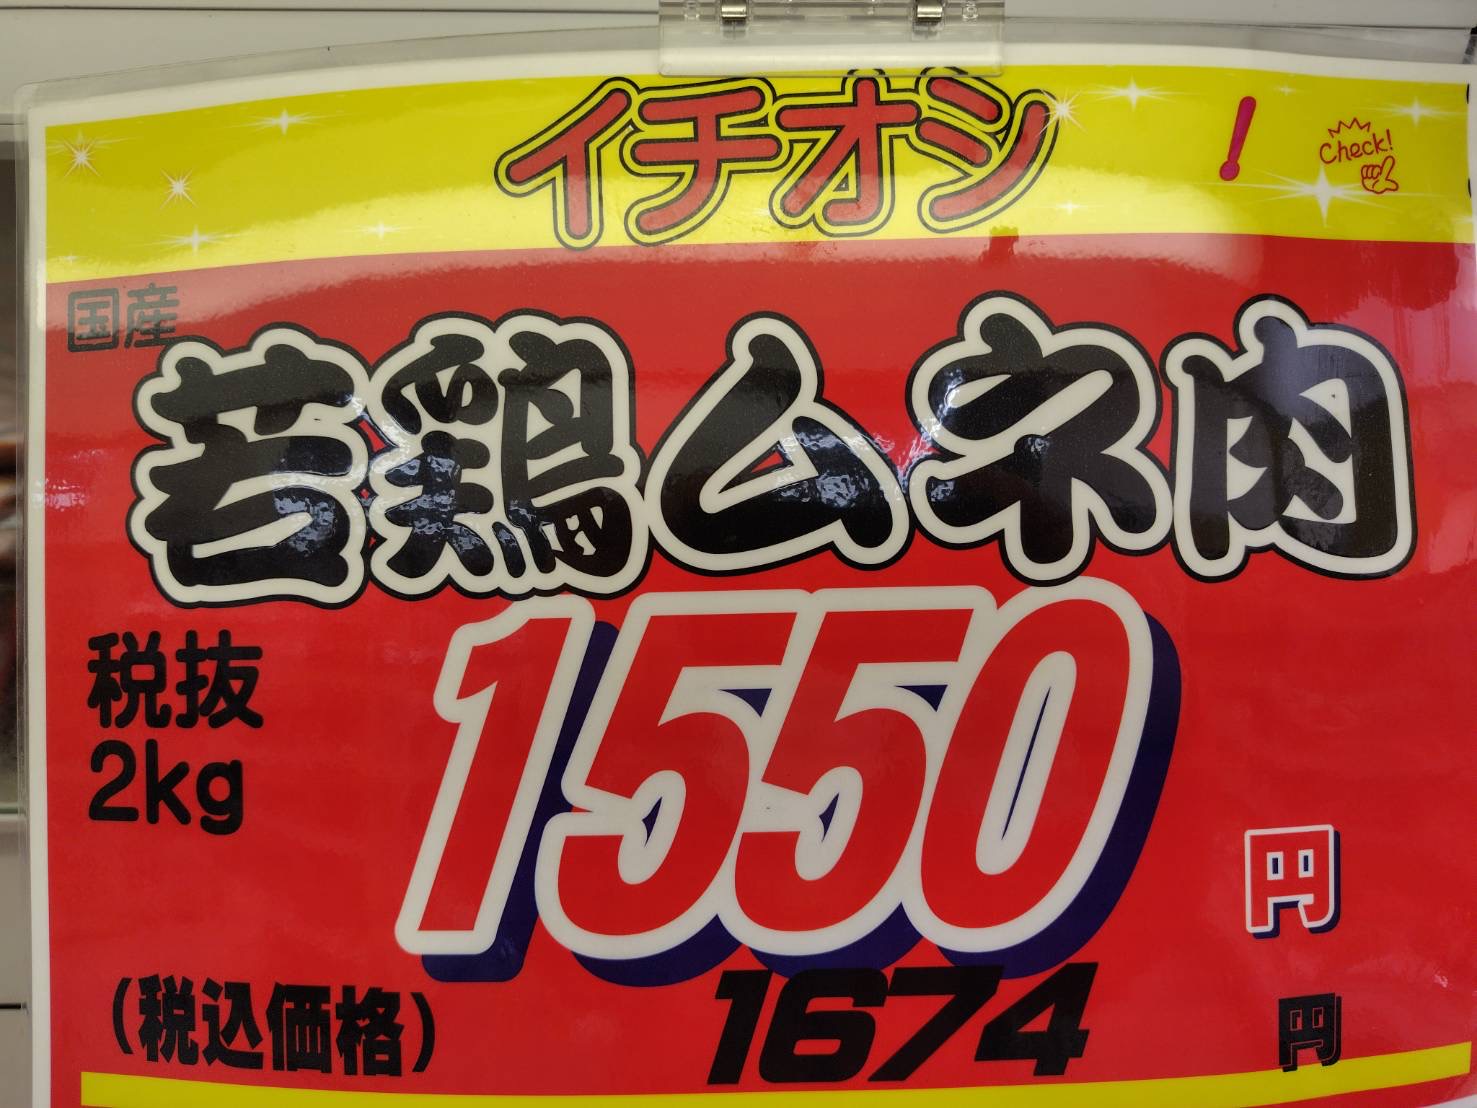 イチオシ ！
Check!
国産
若鶏ムネ肉
税抜
2kg
1550 円
（税込価格） 1674 円